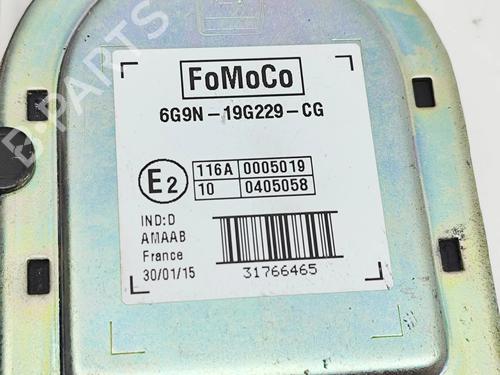 FoMoCo
6G9N-19G229-CG
E2
116A 0005019
10 0405058
IND:D
AMAAB
France
30/01/15
31766465
B-PARTS